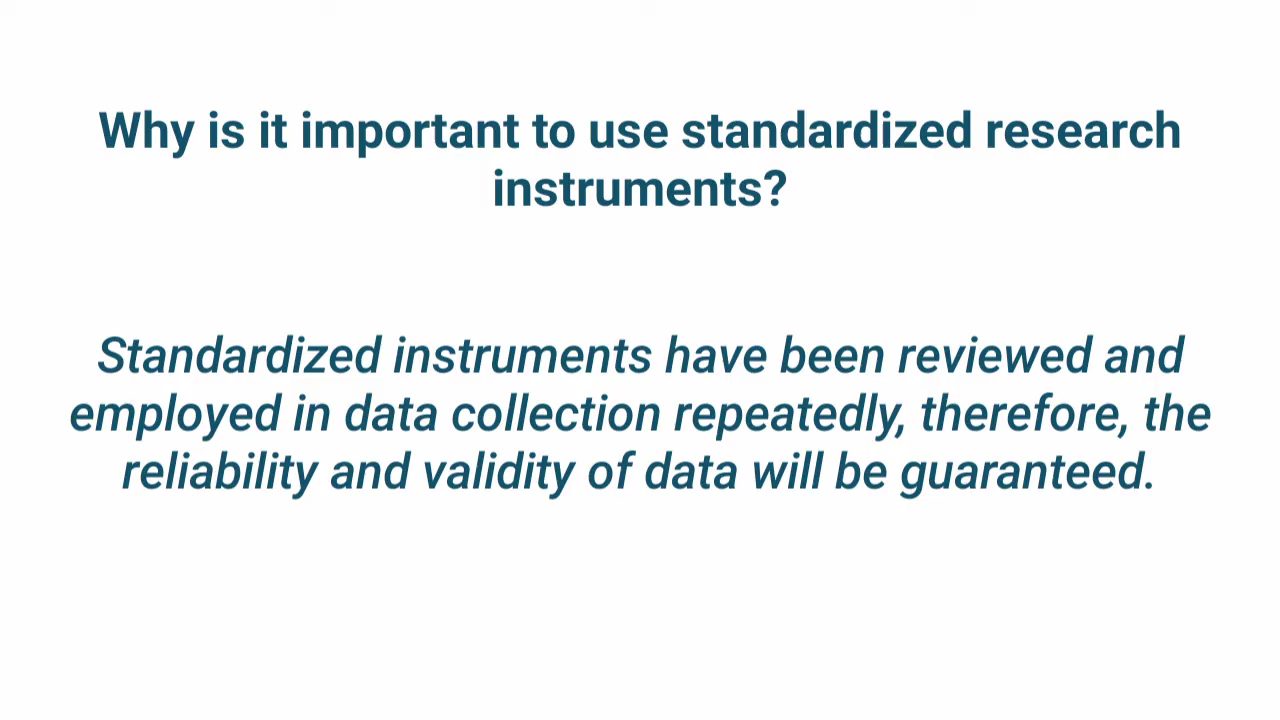 Why is it important to use standardized research
instruments?
Standardized instruments have been reviewed and
employed in data collection repeatedly, therefore, the
reliability and validity of data will be guaranteed.